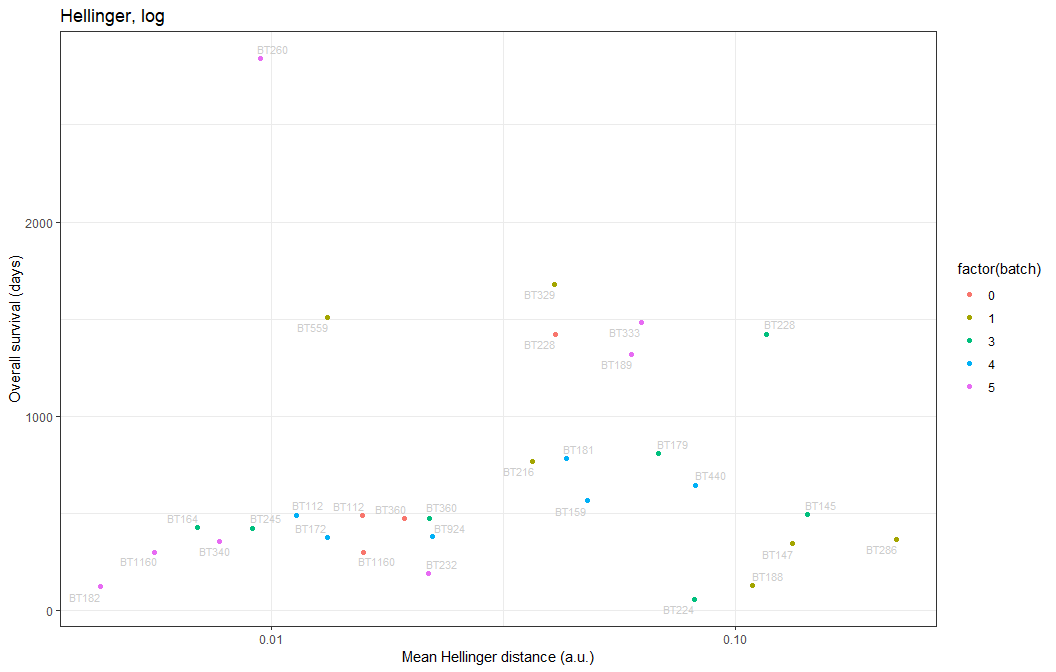 Hellinger, log
BT260
2000
BT329
BT559
BT333
BT228
BT228
BT189
1000
BT179
BT181
BT216
BT440
BT159
BT112
BT112
BT360
BT360
BT145
BT164
BT245
BT172
BT924
BT340
BT1160
BT1160
BT232
BT147
BT286
BT182
BT188
BT224
0
0.01
0.10
Mean Hellinger distance (a.u.)
Overall survival (days)
factor(batch)
0
1
3
4
5